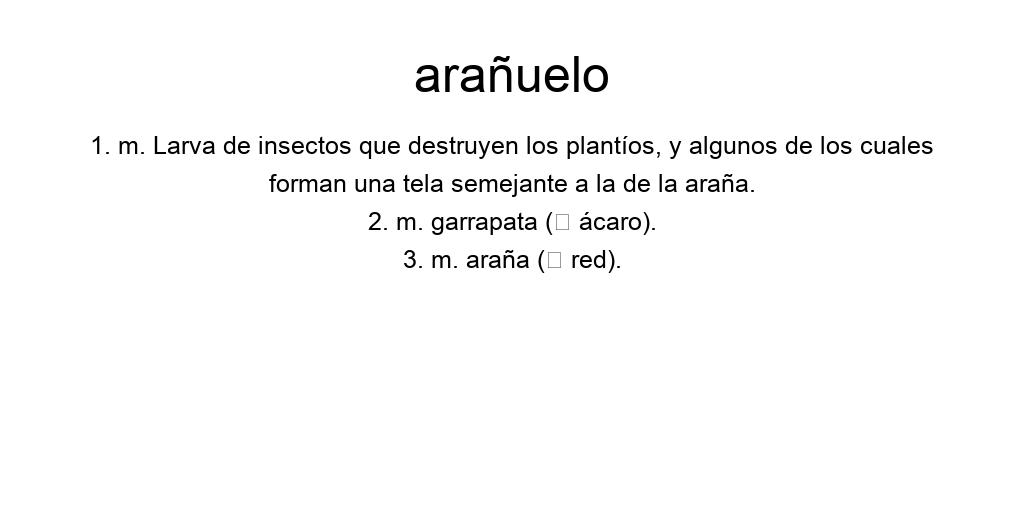 arañuelo
1. m. Larva de insectos que destruyen los plantíos, y algunos de los cuales
forman una tela semejante a la de la araña.
2. m. garrapata (□ ácaro).
3. m. araña (□ red).